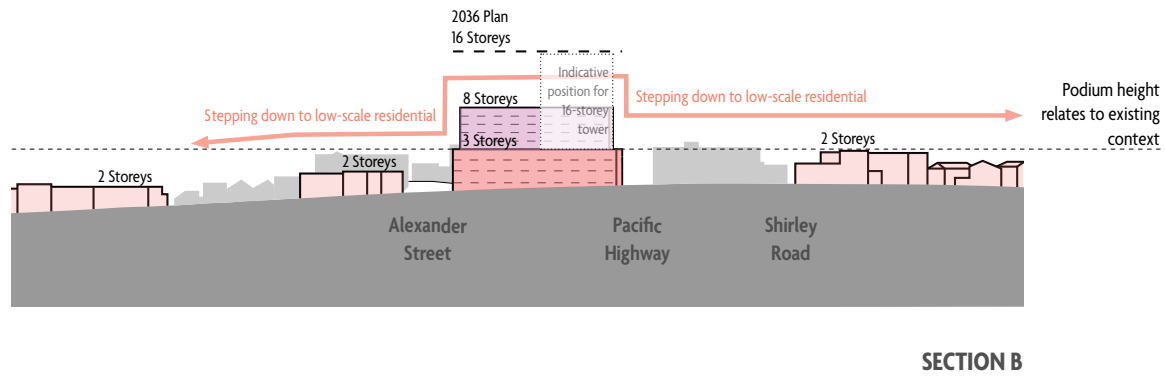 2036 Plan
16 Storeys
Indicative
position for
16-storey
tower
Stepping down to low-scale residential
8 Storeys
Stepping down to low-scale residential
Podium height
relates to existing
context
3 Storeys
2 Storeys
2 Storeys
2 Storeys
Alexander
Street
Pacific
Highway
Shirley
Road
SECTION B